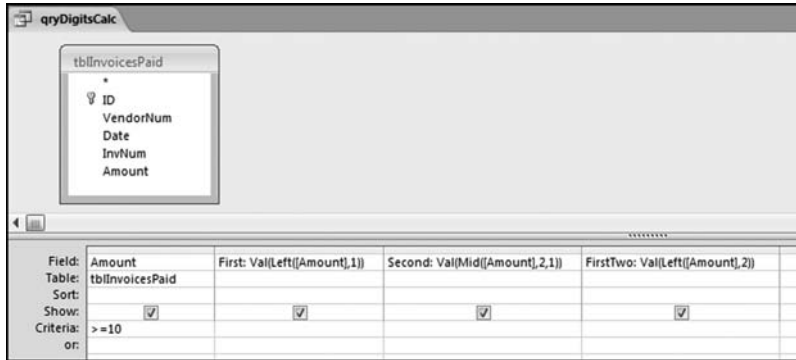 qryDigitsCalc
tblInvoicesPaid
*
ID
VendorNum
Date
InvNum
Amount
Field: Amount First: Val(Left([Amount],1)) Second: Val(Mid([Amount],2,1)) FirstTwo: Val(Left([Amount],2))
Table: tblInvoicesPaid
Sort:
Show:
Criteria: >=10
or: